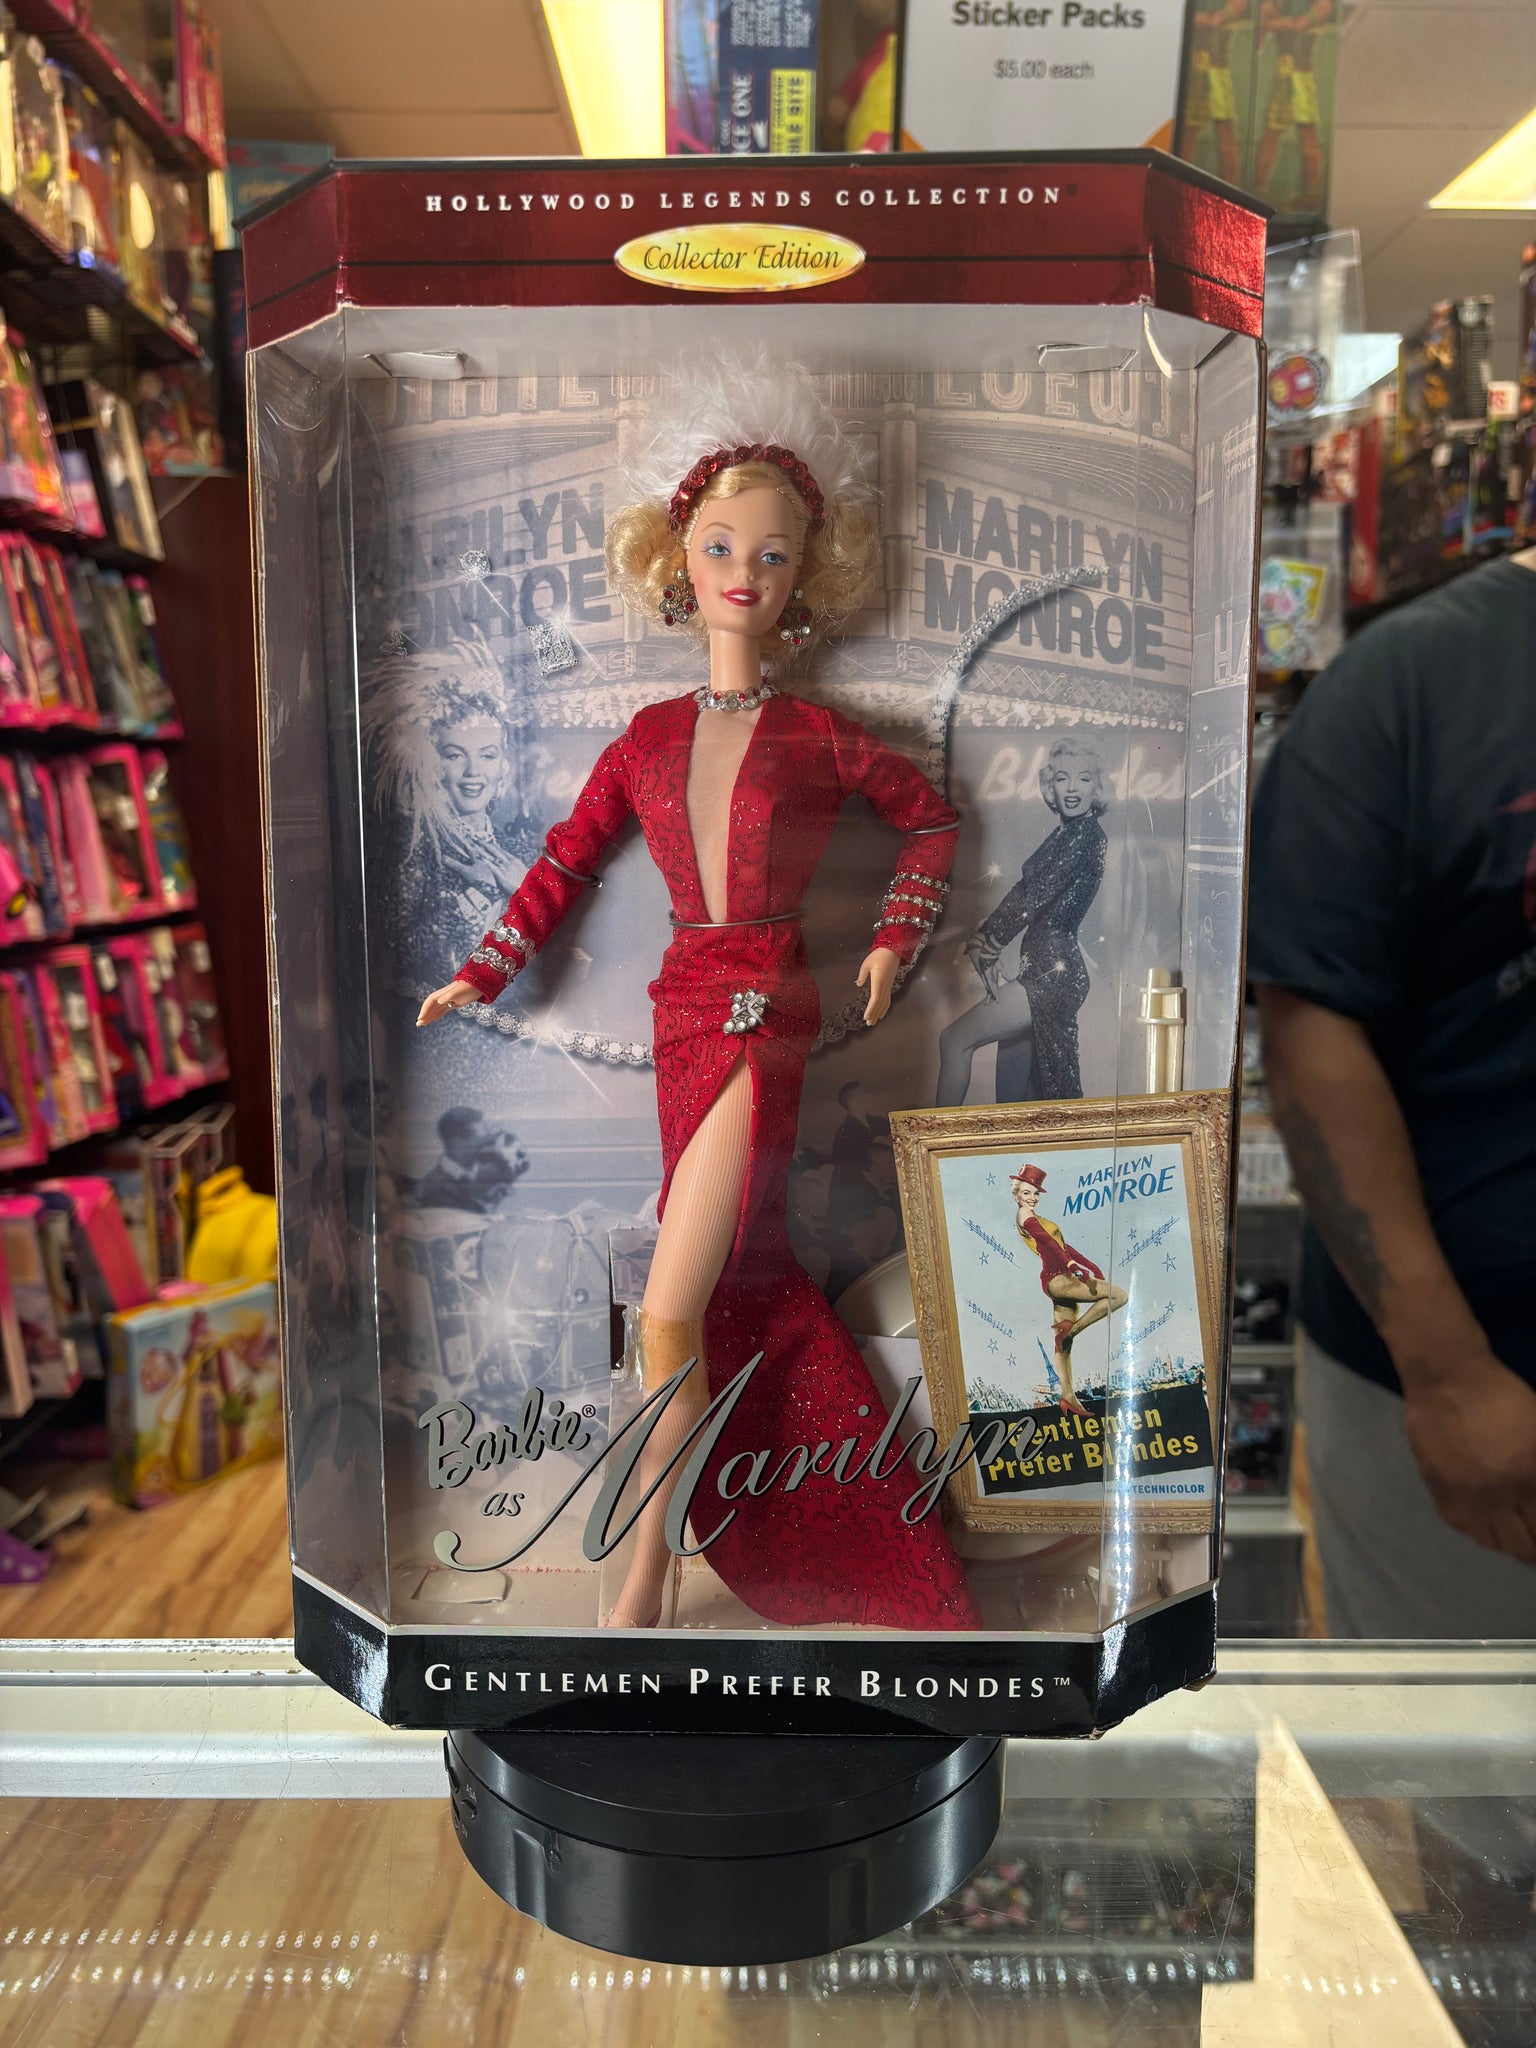 Sticker Packs
$5.00 each
HOLLYWOOD LEGENDS COLLECTION®
Collector Edition
LOEW'S
MARILYN
MONROE
MARILYN
MONROE
Blondes
MARILYN
MONROE
Gentlemen
Prefer Blondes
TECHNICOLOR
Barbie®
as Marilyn
GENTLEMEN PREFER BLONDES™